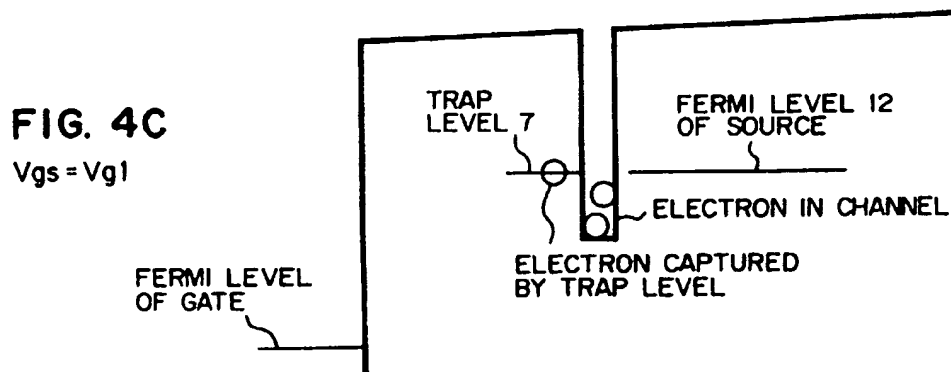 FIG. 4C
Vgs = Vg1
TRAP
LEVEL 7
FERMI LEVEL 12
OF SOURCE
ELECTRON IN CHANNEL
ELECTRON CAPTURED
BY TRAP LEVEL
FERMI LEVEL
OF GATE